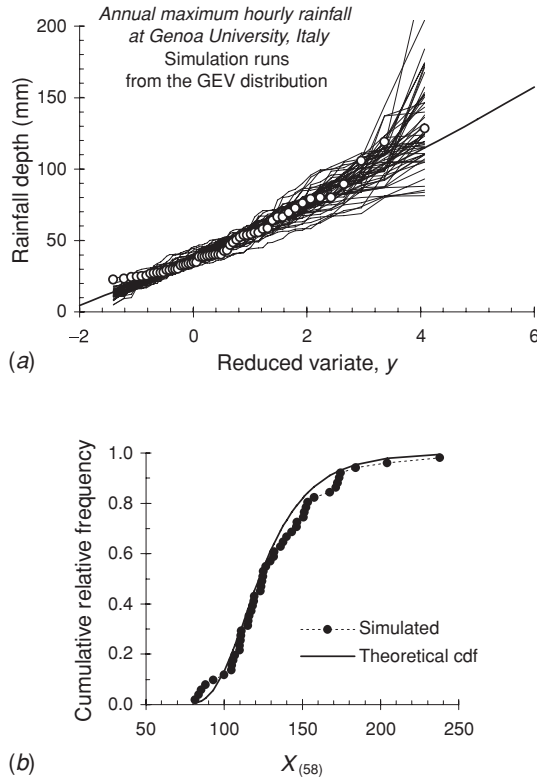 Annual maximum hourly rainfall
at Genoa University, Italy
Simulation runs
from the GEV distribution
Rainfall depth (mm)
200
150
100
50
0
−2
0
2
4
6
Reduced variate, y
(a)
Cumulative relative frequency
1.0
0.8
0.6
0.4
0.2
0.0
Simulated
Theoretical cdf
50
100
150
200
250
X(58)
(b)